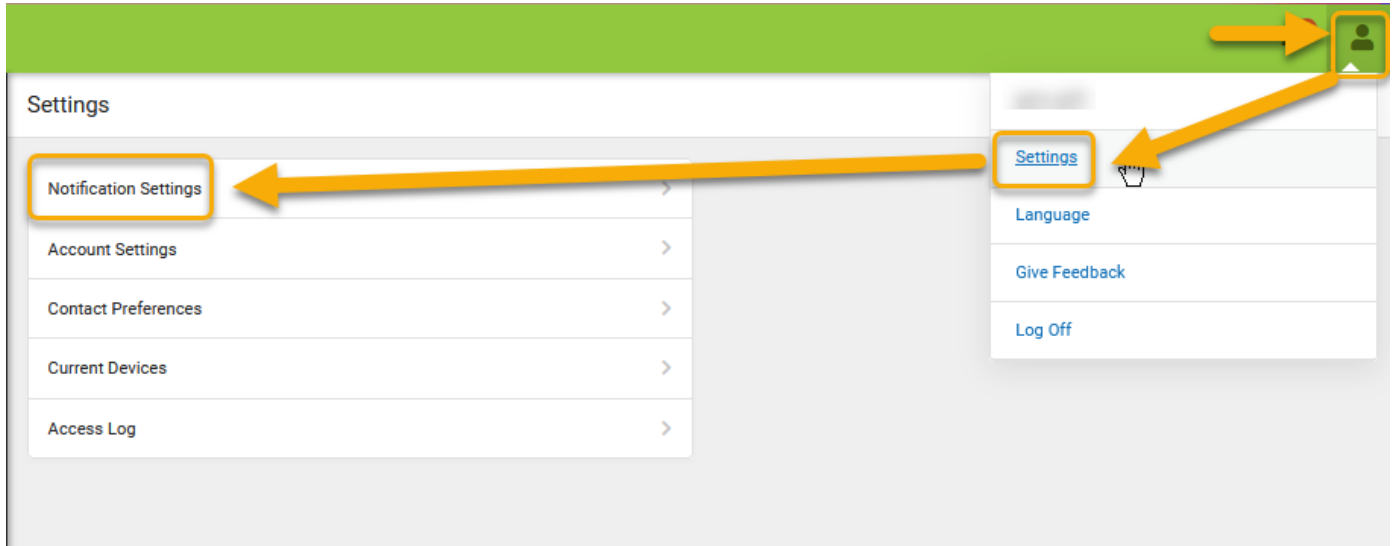 Settings
Notification Settings
Account Settings
Contact Preferences
Current Devices
Access Log
Settings
Language
Give Feedback
Log Off